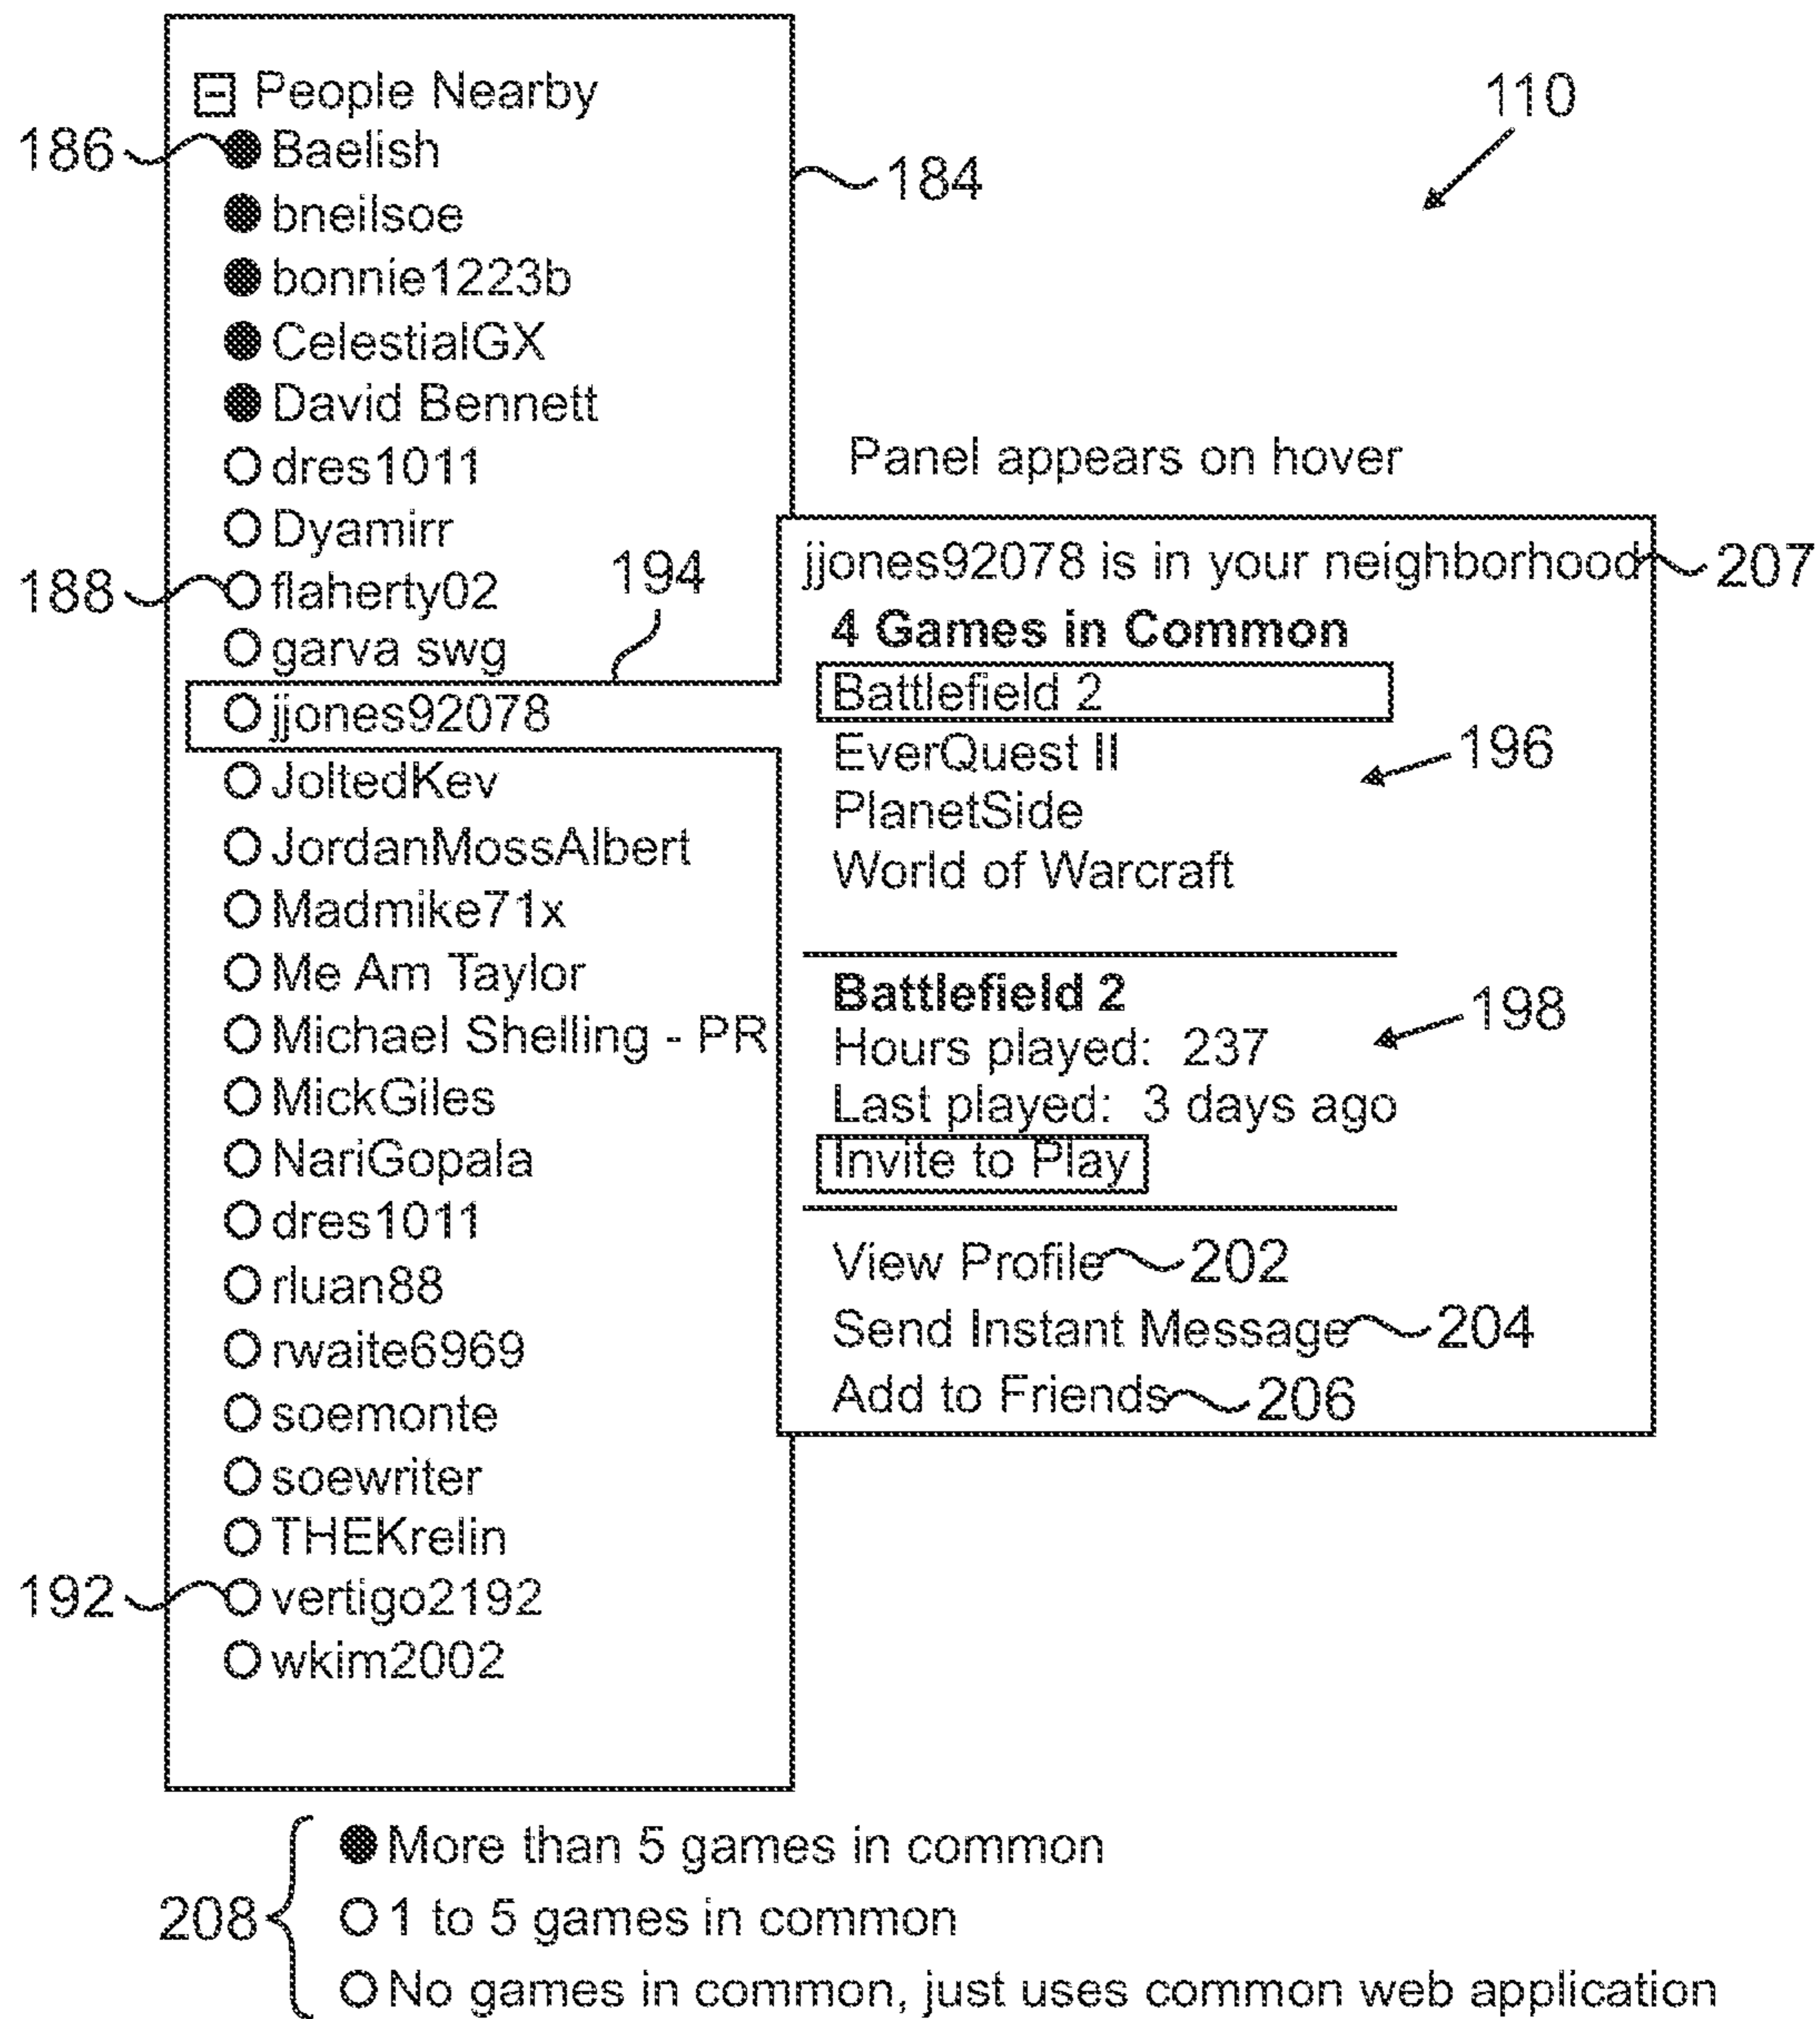 110
184
People Nearby
186 Baelish
bneilsoe
bonnie1223b
CelestialGX
David Bennett
dres1011
Dyamirr
188 flaherty02
garva swg
194
jjones92078
JoltedKev
JordanMossAlbert
Madmike71x
Me Am Taylor
Michael Shelling - PR
MickGiles
NariGopala
dres1011
rluan88
rwaite6969
soemonte
soewriter
THEKrelin
192 vertigo2192
wkim2002
Panel appears on hover
jjones92078 is in your neighborhood 207
4 Games in Common
Battlefield 2
EverQuest II
196
PlanetSide
World of Warcraft
Battlefield 2
198
Hours played: 237
Last played: 3 days ago
Invite to Play
View Profile 202
Send Instant Message 204
Add to Friends 206
208
More than 5 games in common
1 to 5 games in common
No games in common, just uses common web application